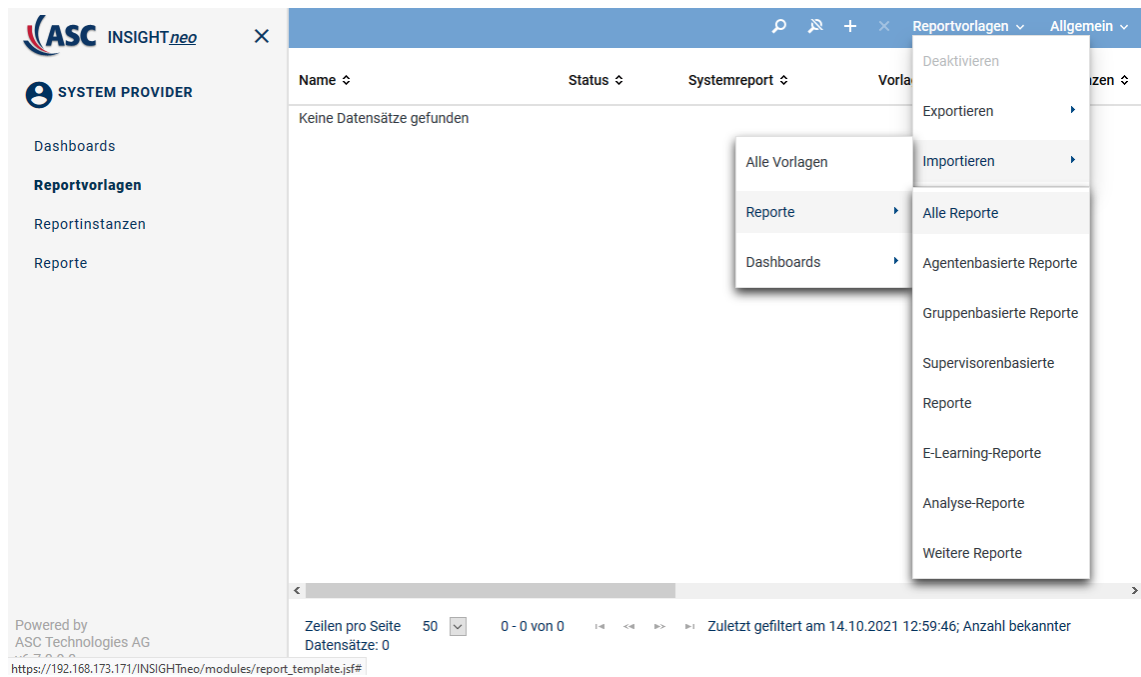 ASC INSIGHTneo
SYSTEM PROVIDER
Dashboards
Reportvorlagen
Reportinstanzen
Reporte
Powered by
ASC Technologies AG
https://192.168.173.171/INSIGHTneo/modules/report_template.jsf#
Reportvorlagen Allgemein
Name Status Systemreport
Keine Datensätze gefunden
Deaktivieren
Exportieren
Importieren
Alle Vorlagen
Reporte
Dashboards
Alle Reporte
Agentenbasierte Reporte
Gruppenbasierte Reporte
Supervisorenbasierte
Reporte
E-Learning-Reporte
Analyse-Reporte
Weitere Reporte
Zeilen pro Seite 50 0 - 0 von 0 Zuletzt gefiltert am 14.10.2021 12:59:46; Anzahl bekannter
Datensätze: 0